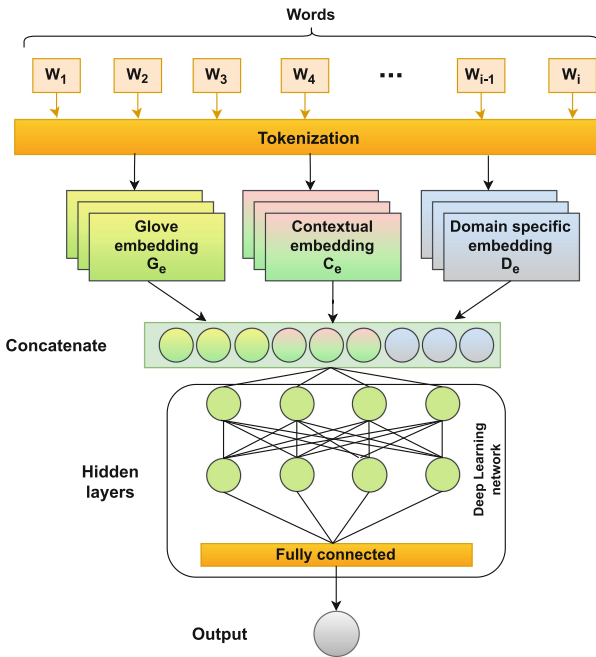 Words
W1 W2 W3 W4 ... Wi-1 Wi
Tokenization
Glove
embedding
Ge
Contextual
embedding
Ce
Domain specific
embedding
De
Concatenate
Hidden
layers
Deep Learning
network
Fully connected
Output